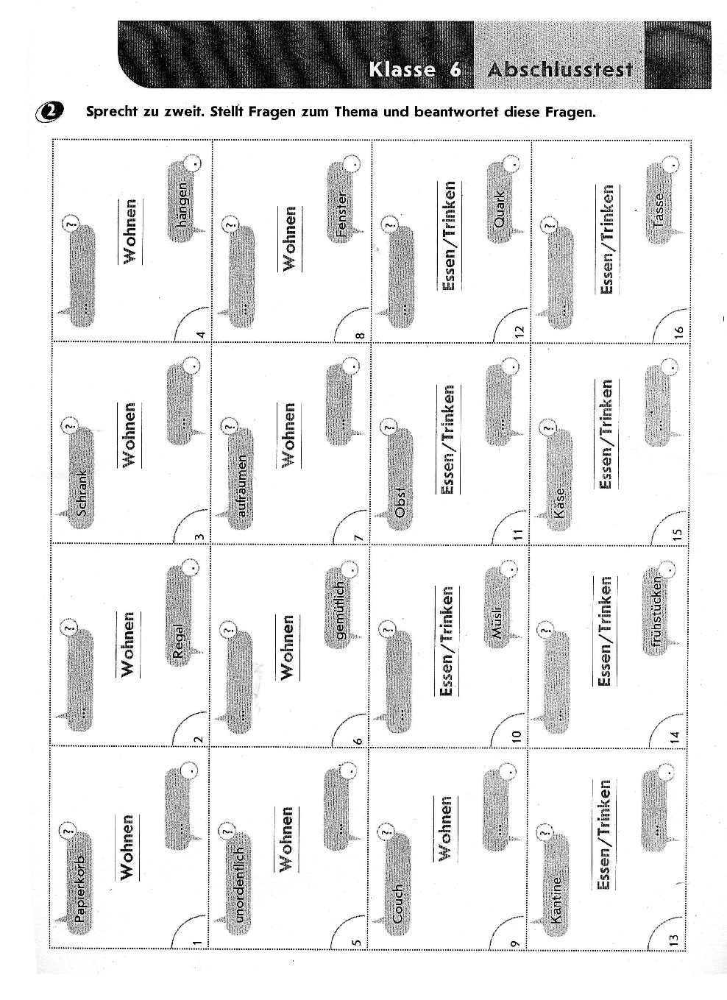 Klasse 6 Abschlusstest
2 Sprecht zu zweit. Stellt Fragen zum Thema und beantwortet diese Fragen.
Papierkorb ?
Wohnen
... .
1
... ?
Wohnen
Regal .
2
Schrank ?
Wohnen
... .
3
... ?
Wohnen
hängen .
4
unordentlich ?
Wohnen
... .
5
... ?
Wohnen
gemütlich .
6
aufräumen ?
Wohnen
... .
7
... ?
Wohnen
Fenster .
8
Couch ?
Wohnen
... .
9
... ?
Essen/Trinken
Müsli .
10
Obst ?
Essen/Trinken
... .
11
... ?
Essen/Trinken
Quark .
12
Kantine ?
Essen/Trinken
... .
13
... ?
Essen/Trinken
frühstücken .
14
Käse ?
Essen/Trinken
... .
15
... ?
Essen/Trinken
Tasse .
16